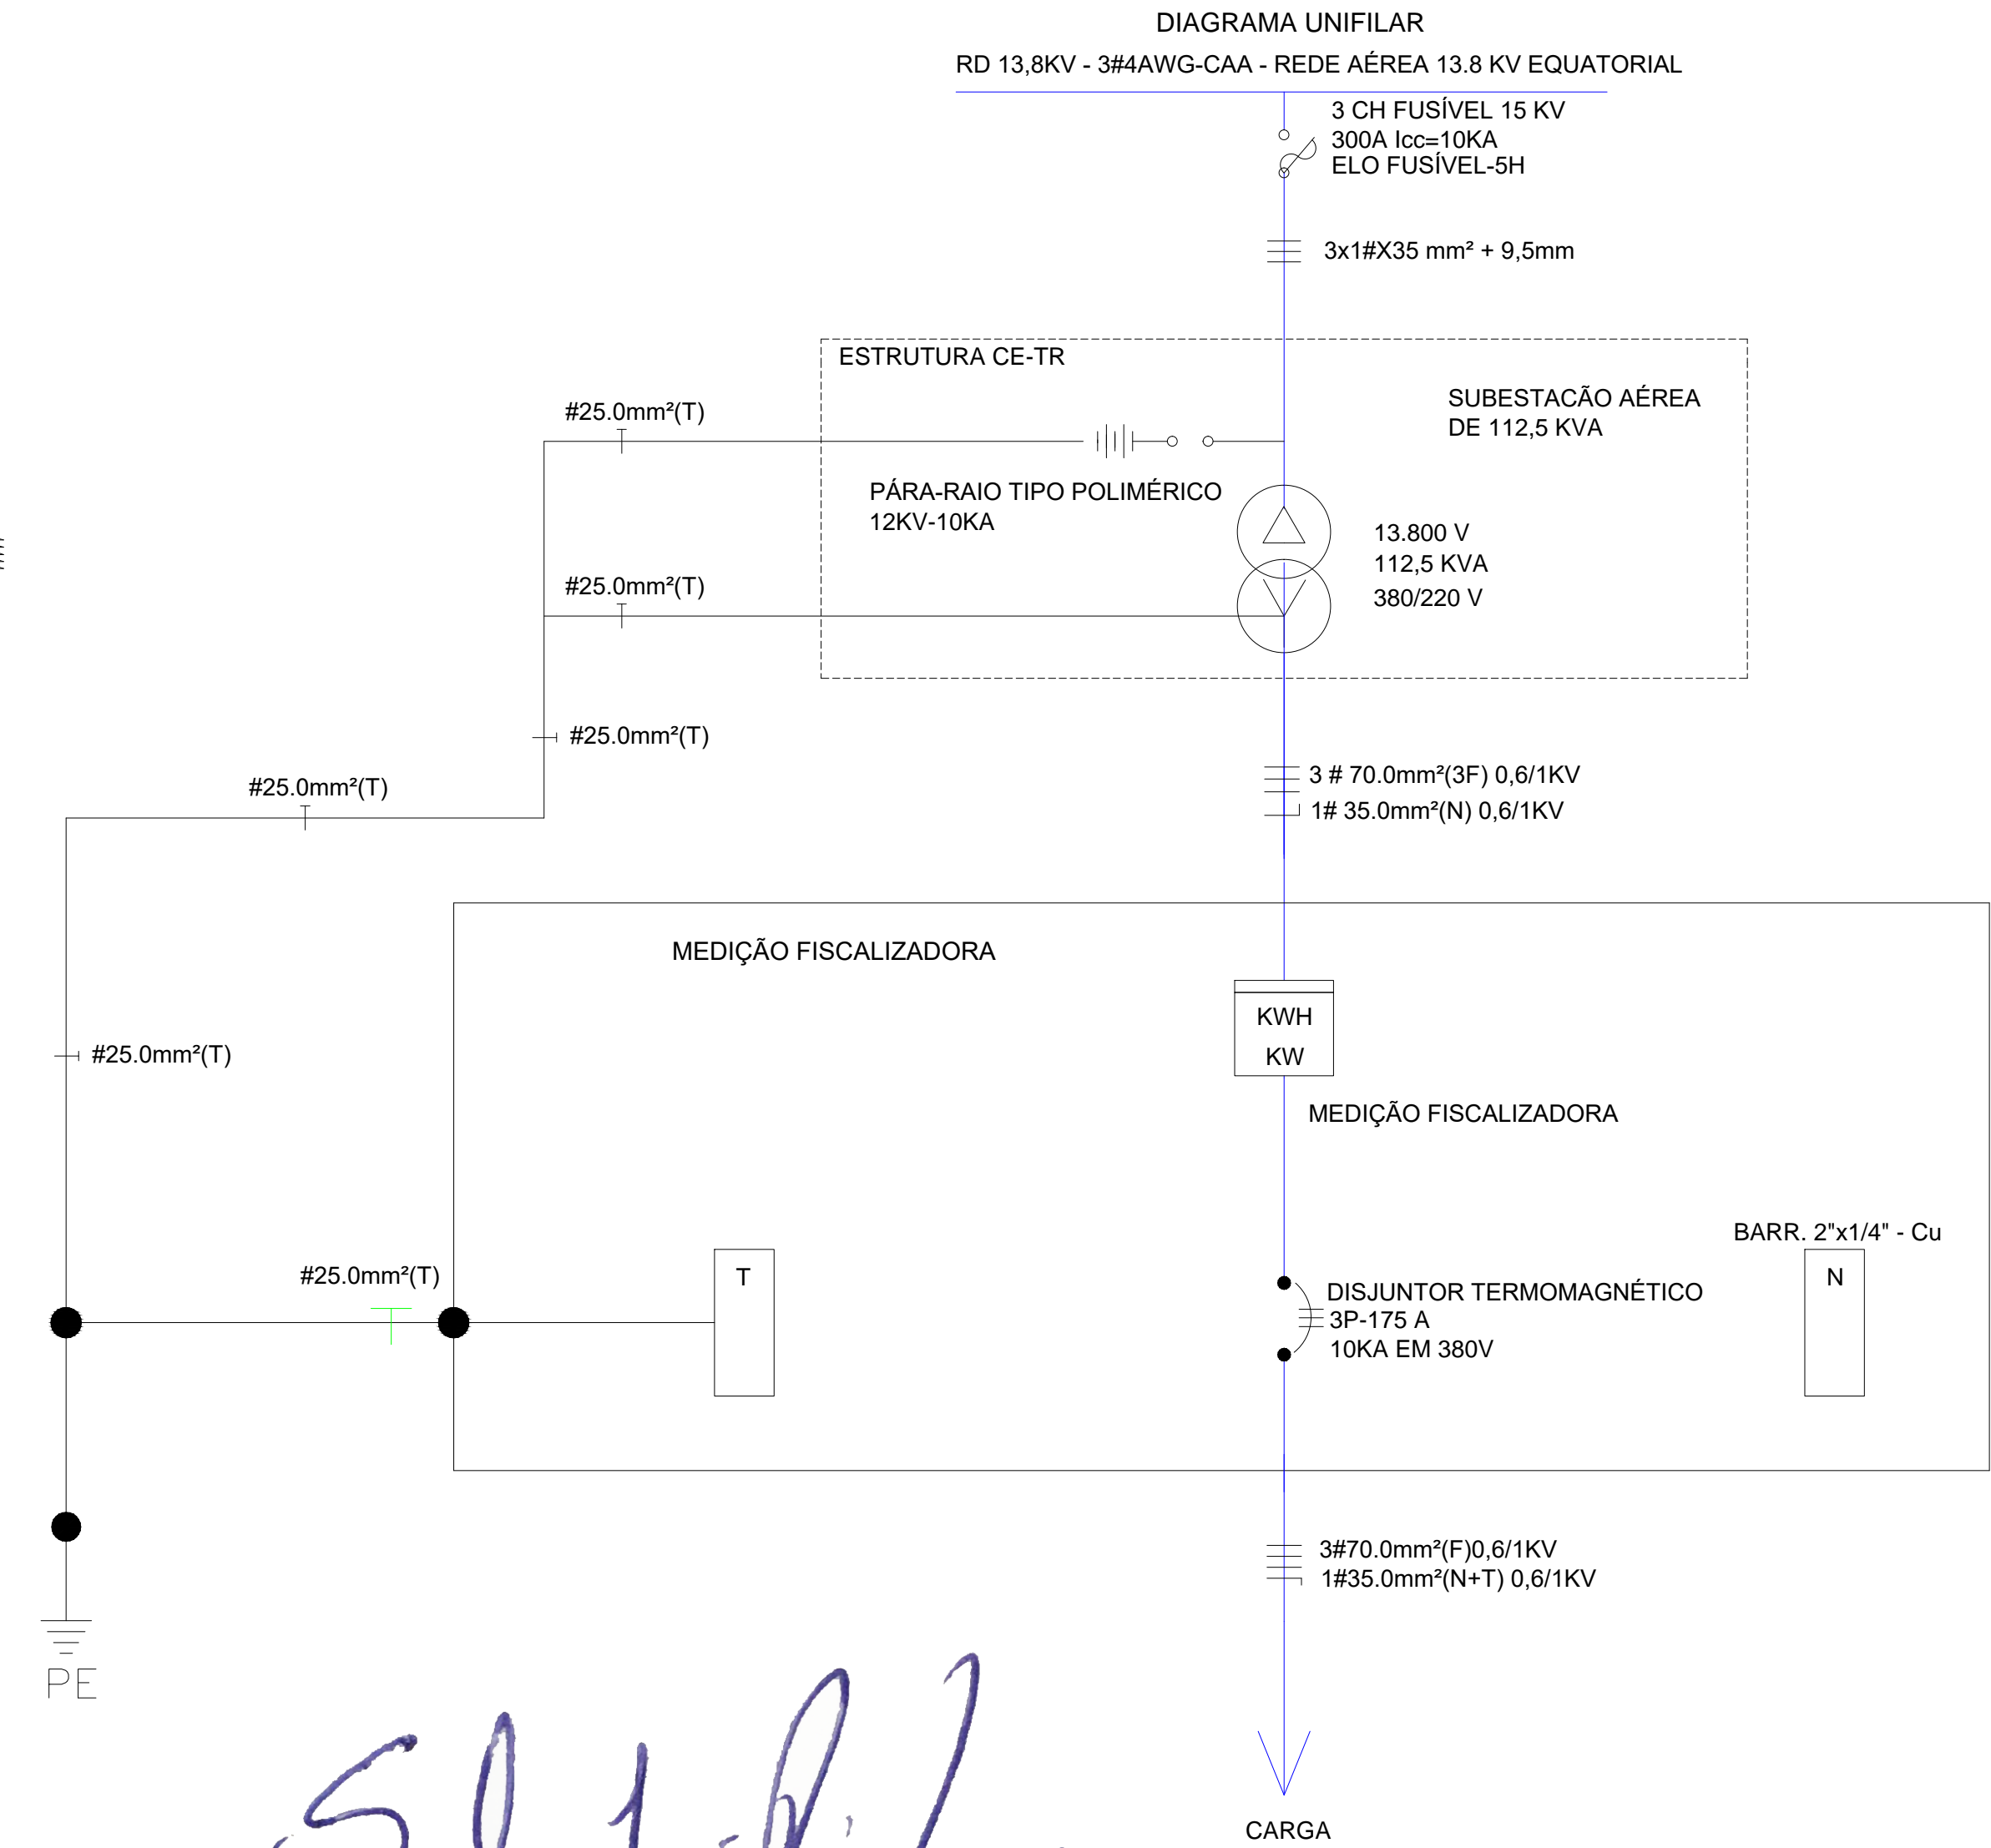 DIAGRAMA UNIFILAR
RD 13,8KV - 3#4AWG-CAA - REDE AÉREA 13.8 KV EQUATORIAL
3 CH FUSÍVEL 15 KV
300A Icc=10KA
ELO FUSÍVEL-5H
3x1#X35 mm² + 9,5mm
ESTRUTURA CE-TR
SUBESTACÃO AÉREA
DE 112,5 KVA
#25.0mm²(T)
PÁRA-RAIO TIPO POLIMÉRICO
12KV-10KA
13.800 V
112,5 KVA
380/220 V
#25.0mm²(T)
#25.0mm²(T)
#25.0mm²(T)
3 # 70.0mm²(3F) 0,6/1KV
1# 35.0mm²(N) 0,6/1KV
MEDIÇÃO FISCALIZADORA
KWH
KW
#25.0mm²(T)
MEDIÇÃO FISCALIZADORA
BARR. 2"x1/4" - Cu
#25.0mm²(T)
T
N
DISJUNTOR TERMOMAGNÉTICO
3P-175 A
10KA EM 380V
3#70.0mm²(F)0,6/1KV
1#35.0mm²(N+T) 0,6/1KV
PE
CARGA